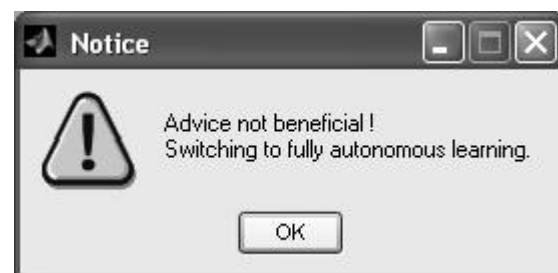 Notice
Advice not beneficial !
Switching to fully autonomous learning.
OK